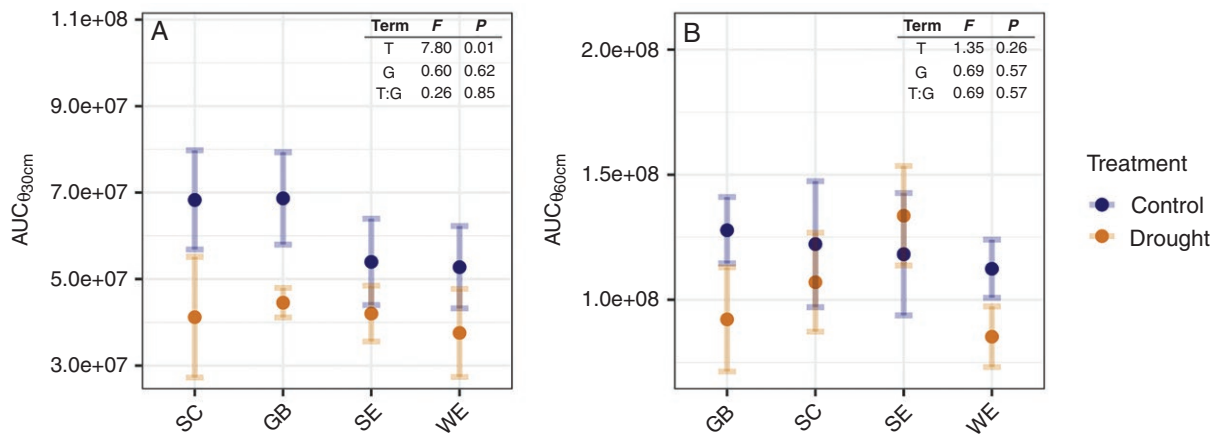 A
Term F P
T 7.80 0.01
G 0.60 0.62
T:G 0.26 0.85
1.1e+08
9.0e+07
7.0e+07
5.0e+07
3.0e+07
AUCθ30cm
SC GB SE WE
B
Term F P
T 1.35 0.26
G 0.69 0.57
T:G 0.69 0.57
2.0e+08
1.5e+08
1.0e+08
AUCθ60cm
GB SC SE WE
Treatment
Control
Drought